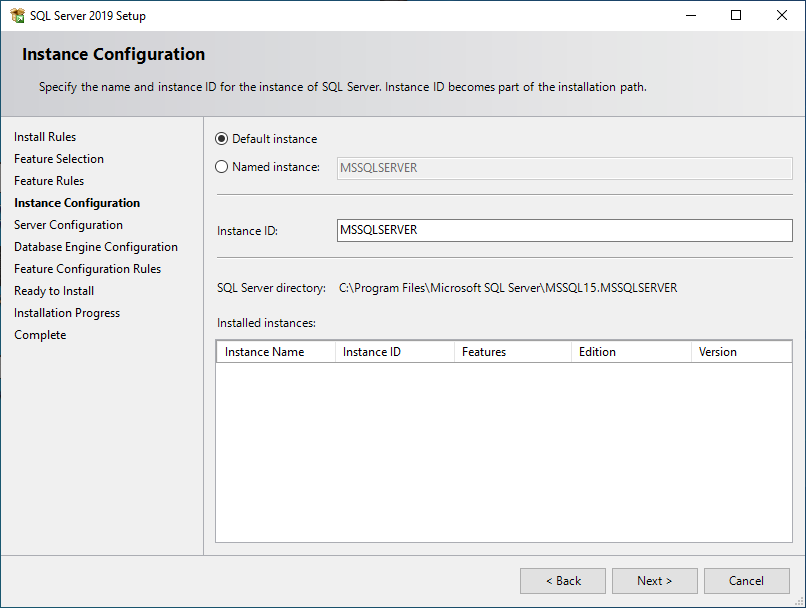 SQL Server 2019 Setup
Instance Configuration
Specify the name and instance ID for the instance of SQL Server. Instance ID becomes part of the installation path.
Install Rules
Feature Selection
Feature Rules
Instance Configuration
Server Configuration
Database Engine Configuration
Feature Configuration Rules
Ready to Install
Installation Progress
Complete
Default instance
Named instance: MSSQLSERVER
Instance ID: MSSQLSERVER
SQL Server directory: C:\Program Files\Microsoft SQL Server\MSSQL15.MSSQLSERVER
Installed instances:
Instance Name Instance ID Features Edition Version
< Back Next > Cancel